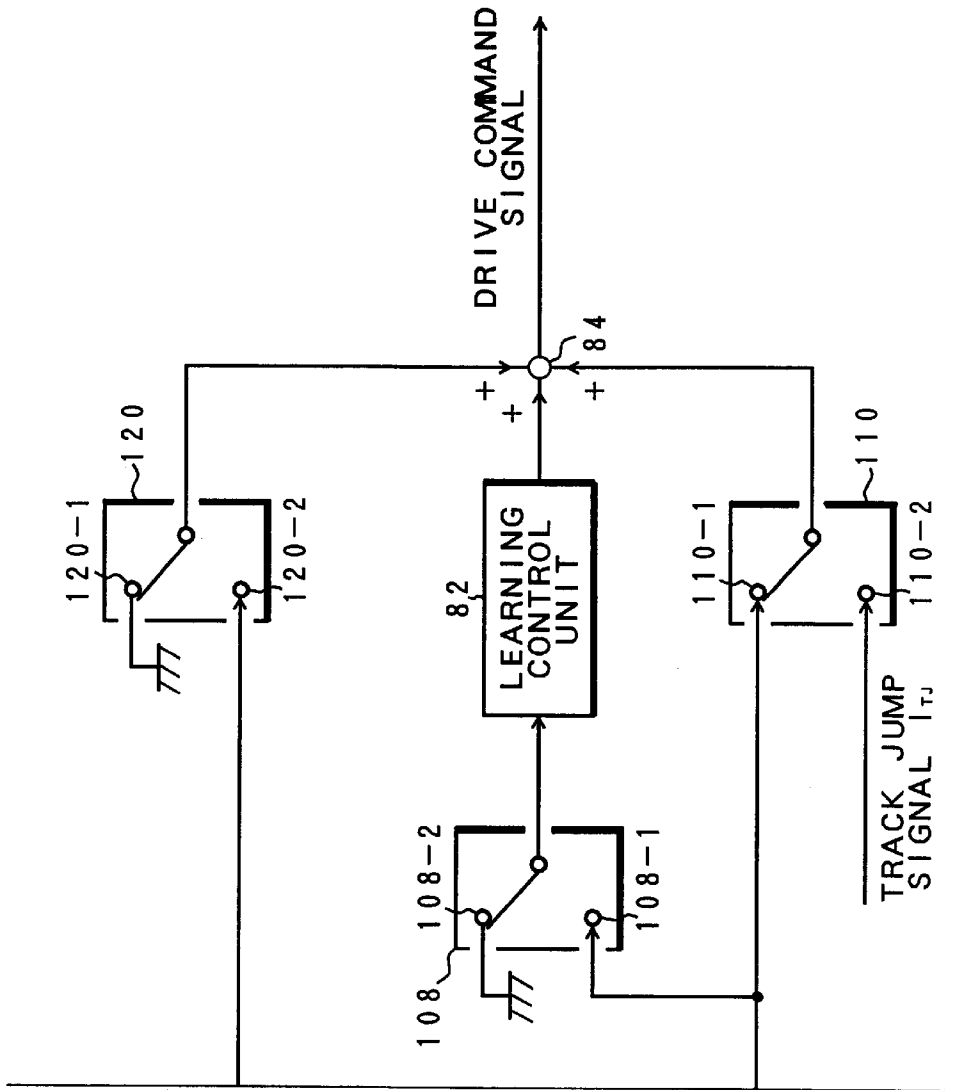 120
120-1
120-2
DRIVE COMMAND
SIGNAL
108
108-2
108-1
82
LEARNING
CONTROL
UNIT
+
+
+
84
110
110-1
110-2
TRACK JUMP
SIGNAL ITJ